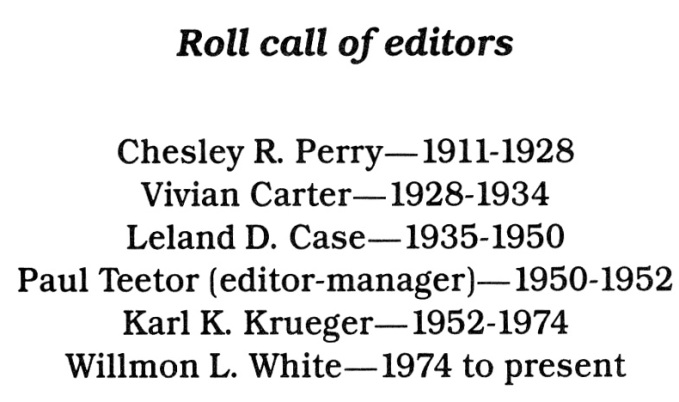 Roll call of editors
Chesley R. Perry—1911-1928
Vivian Carter—1928-1934
Leland D. Case—1935-1950
Paul Teetor (editor-manager)—1950-1952
Karl K. Krueger—1952-1974
Willmon L. White—1974 to present